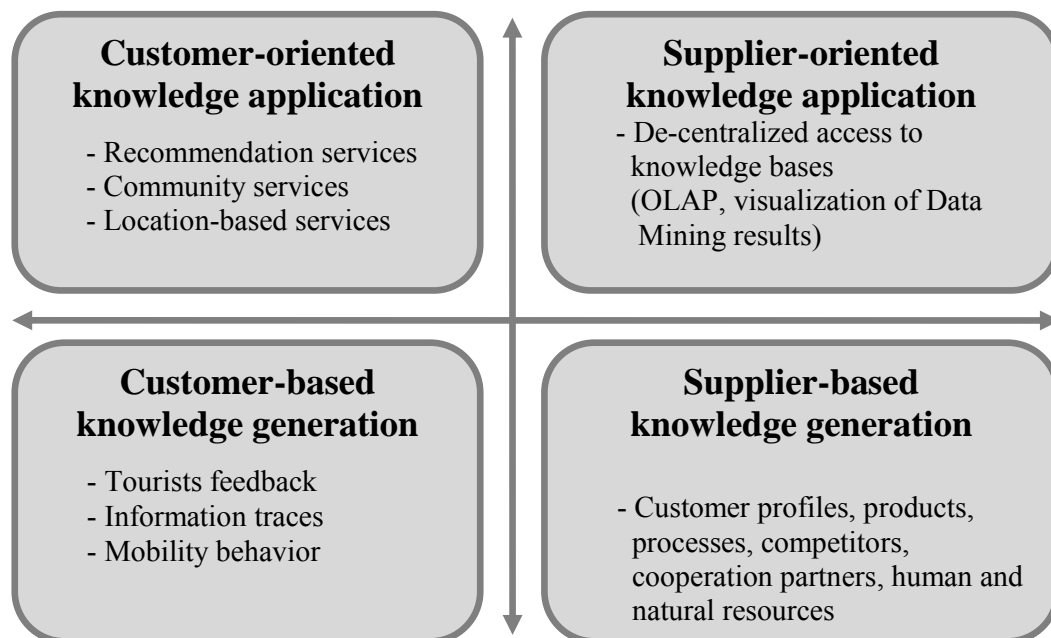 Customer-oriented
knowledge application
- Recommendation services
- Community services
- Location-based services
Supplier-oriented
knowledge application
- De-centralized access to
knowledge bases
(OLAP, visualization of Data
Mining results)
Customer-based
knowledge generation
- Tourists feedback
- Information traces
- Mobility behavior
Supplier-based
knowledge generation
- Customer profiles, products,
processes, competitors,
cooperation partners, human and
natural resources